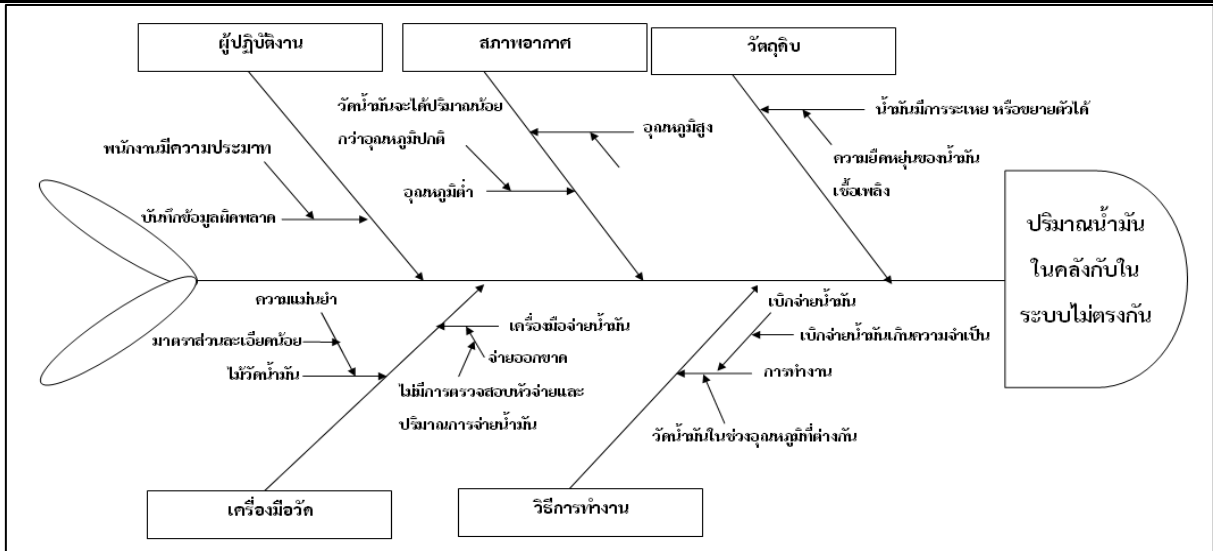 ผู้ปฏิบัติงาน
สภาพอากาศ
วัตถุดิบ
วัดน้ำมันจะได้ปริมาณน้อย
กว่าอุณหภูมิปกติ
น้ำมันมีการระเหย หรือขยายตัวได้
อุณหภูมิสูง
พนักงานมีความประมาท
ความยืดหยุ่นของน้ำมัน
เชื้อเพลิง
อุณหภูมิต่ำ
บันทึกข้อมูลผิดพลาด
ปริมาณน้ำมัน
ในคลังกับใน
ระบบไม่ตรงกัน
ความแม่นยำ
เบิกจ่ายน้ำมัน
เครื่องมือจ่ายน้ำมัน
เบิกจ่ายน้ำมันเกินความจำเป็น
มาตราส่วนละเอียดน้อย
จ่ายออกขาด
ไม้วัดน้ำมัน
การทำงาน
ไม่มีการตรวจสอบหัวจ่ายและ
ปริมาณการจ่ายน้ำมัน
วัดน้ำมันในช่วงอุณหภูมิที่ต่างกัน
เครื่องมือวัด
วิธีการทำงาน